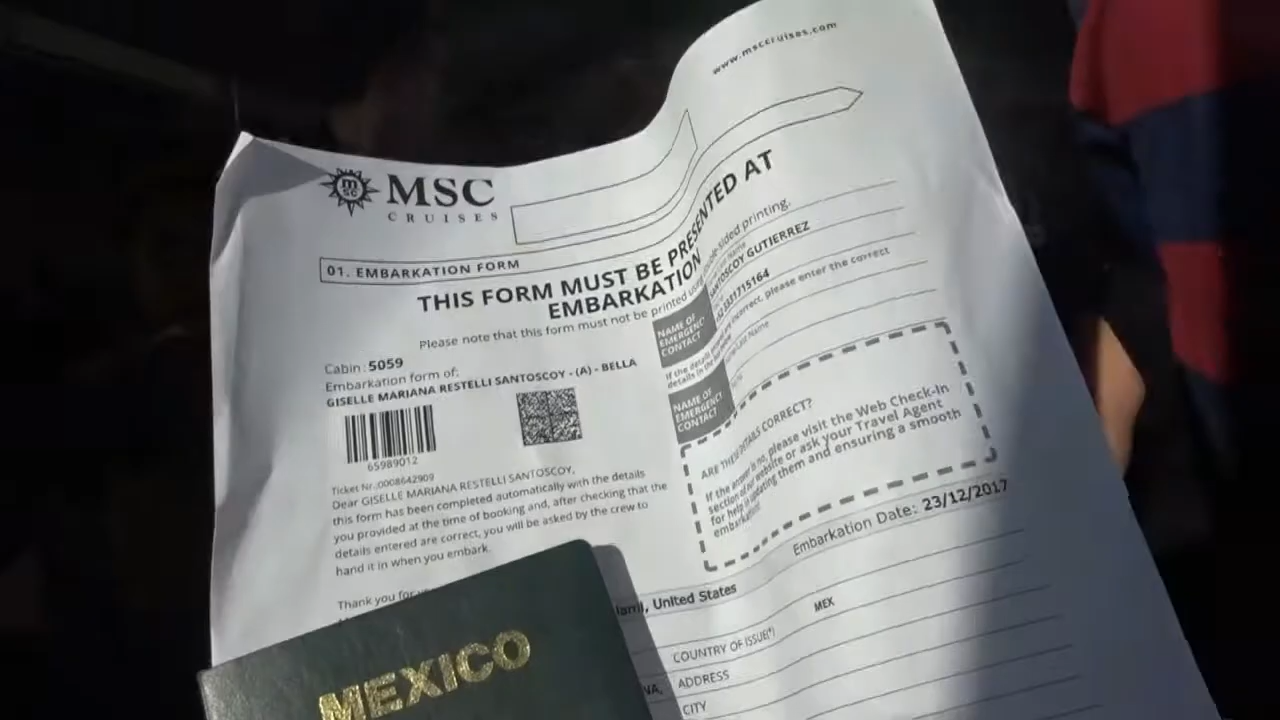 www.msccruises.com
MSC
CRUISES
01. EMBARKATION FORM
THIS FORM MUST BE PRESENTED AT
EMBARKATION
Please note that this form must not be printed using double-sided printing.
Cabin: 5059
Embarkation form of:
GISELLE MARIANA RESTELLI SANTOSCOY - (A) - BELLA
65989012
Ticket Nr.:0008642909
Dear GISELLE MARIANA RESTELLI SANTOSCOY,
this form has been completed automatically with the details
you provided at the time of booking and, after checking that the
details entered are correct, you will be asked by the crew to
hand it in when you embark.
Thank you for
NAME OF
EMERGENCY
CONTACT
SANTOSCOY GUTIERREZ
523331715164
If the details are incorrect, please enter the correct
details in the
NAME OF
EMERGENCY
CONTACT
Name
ARE THESE DETAILS CORRECT?
If the answer is no, please visit the Web Check-In
section of our website or ask your Travel Agent
for help in updating them and ensuring a smooth
embarkation
Embarkation Date: 23/12/2017
United States
COUNTRY OF ISSUE(*) MEX
ADDRESS
CITY
MEXICO